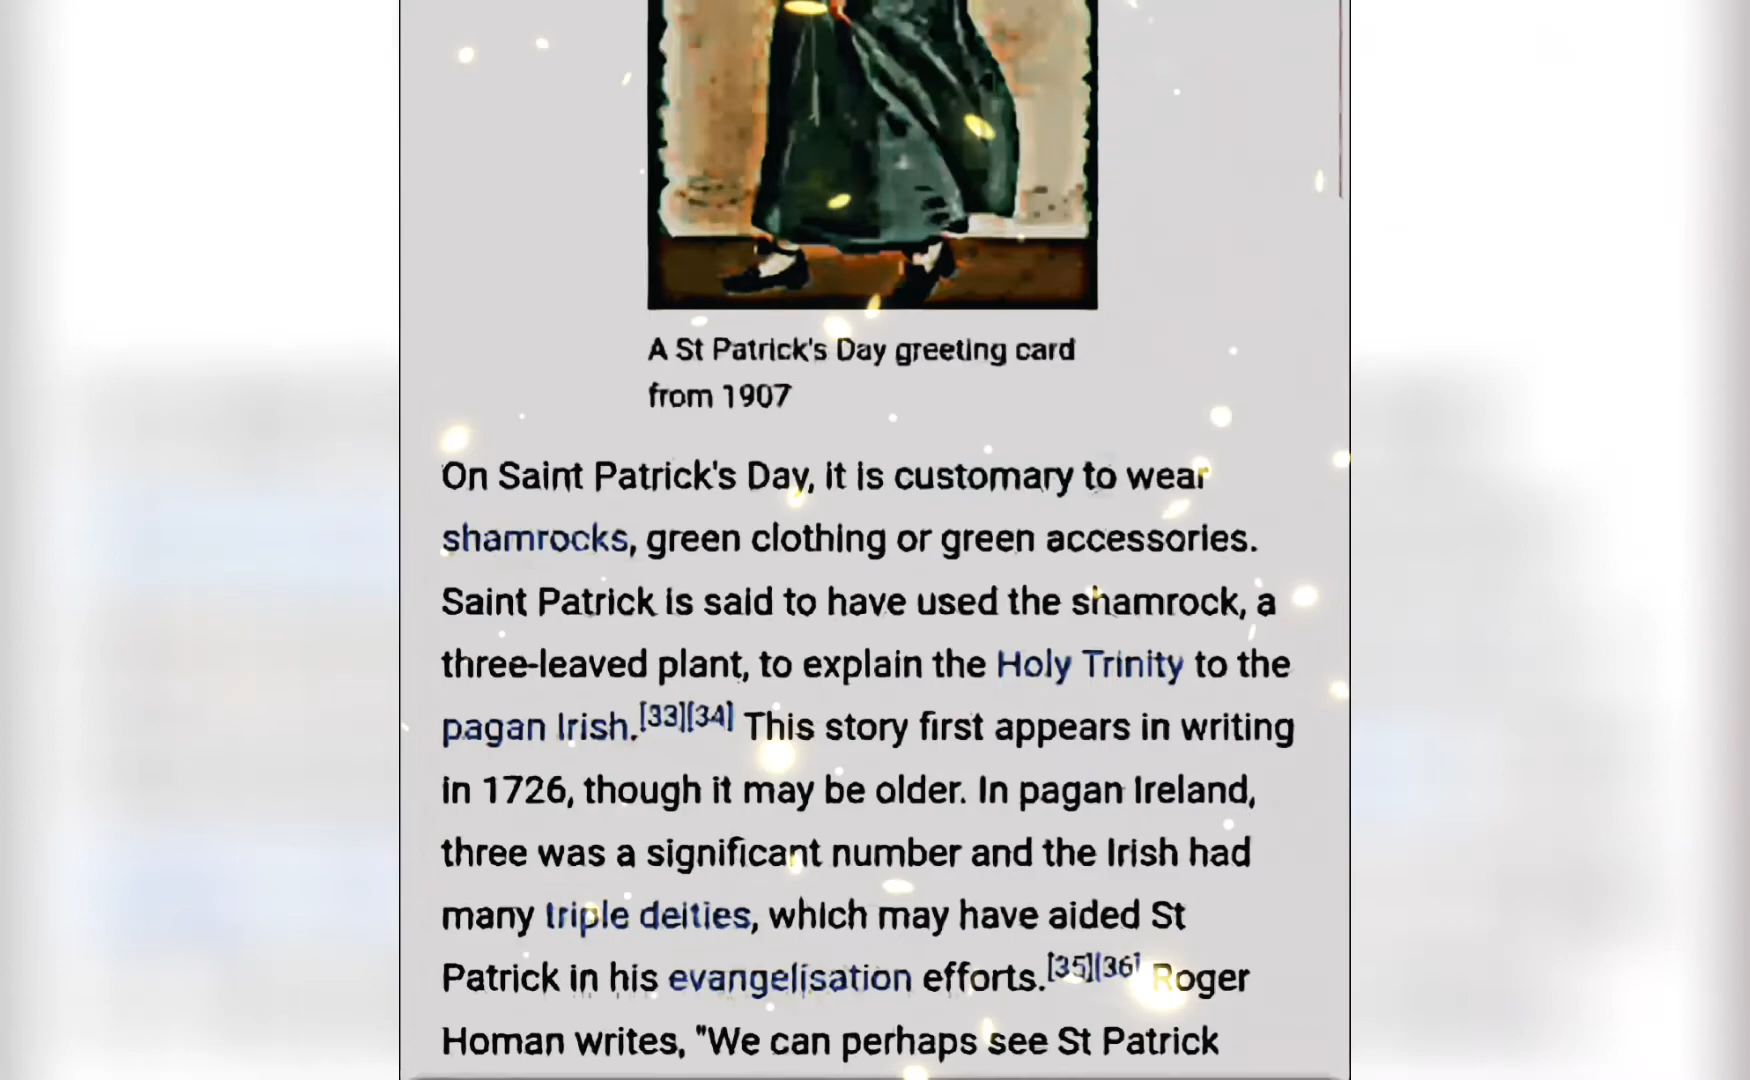 A St Patrick's Day greeting card
from 1907
On Saint Patrick's Day, it is customary to wear
shamrocks, green clothing or green accessories.
Saint Patrick is said to have used the shamrock, a
three-leaved plant, to explain the Holy Trinity to the
pagan Irish.[33][34] This story first appears in writing
in 1726, though it may be older. In pagan Ireland,
three was a significant number and the Irish had
many triple deities, which may have aided St
Patrick in his evangelisation efforts.[35][36] Roger
Homan writes, "We can perhaps see St Patrick